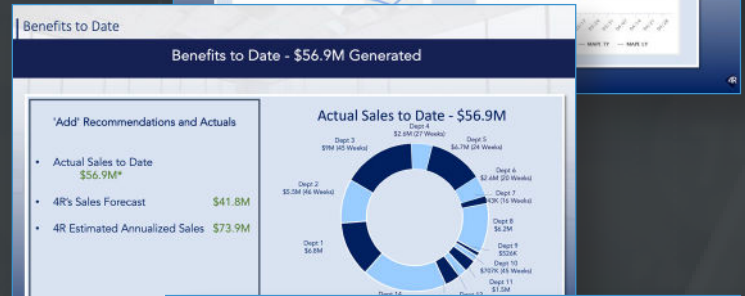 Benefits to Date
Benefits to Date - $56.9M Generated
'Add' Recommendations and Actuals
• Actual Sales to Date
$56.9M*
• 4R's Sales Forecast $41.8M
• 4R Estimated Annualized Sales $73.9M
Actual Sales to Date - $56.9M
Dept 4
$2.6M (27 Weeks)
Dept 3
$9M (45 Weeks)
Dept 5
$6.7M (24 Weeks)
Dept 6
$2.6M (20 Weeks)
Dept 7
(16 Weeks)
Dept 2
$5.5M (46 Weeks)
Dept 8
$6.2M
Dept 1
$6.8M
Dept 9
$526K
Dept 10
$707K (45 Weeks)
Dept 11
$1.5M
4R